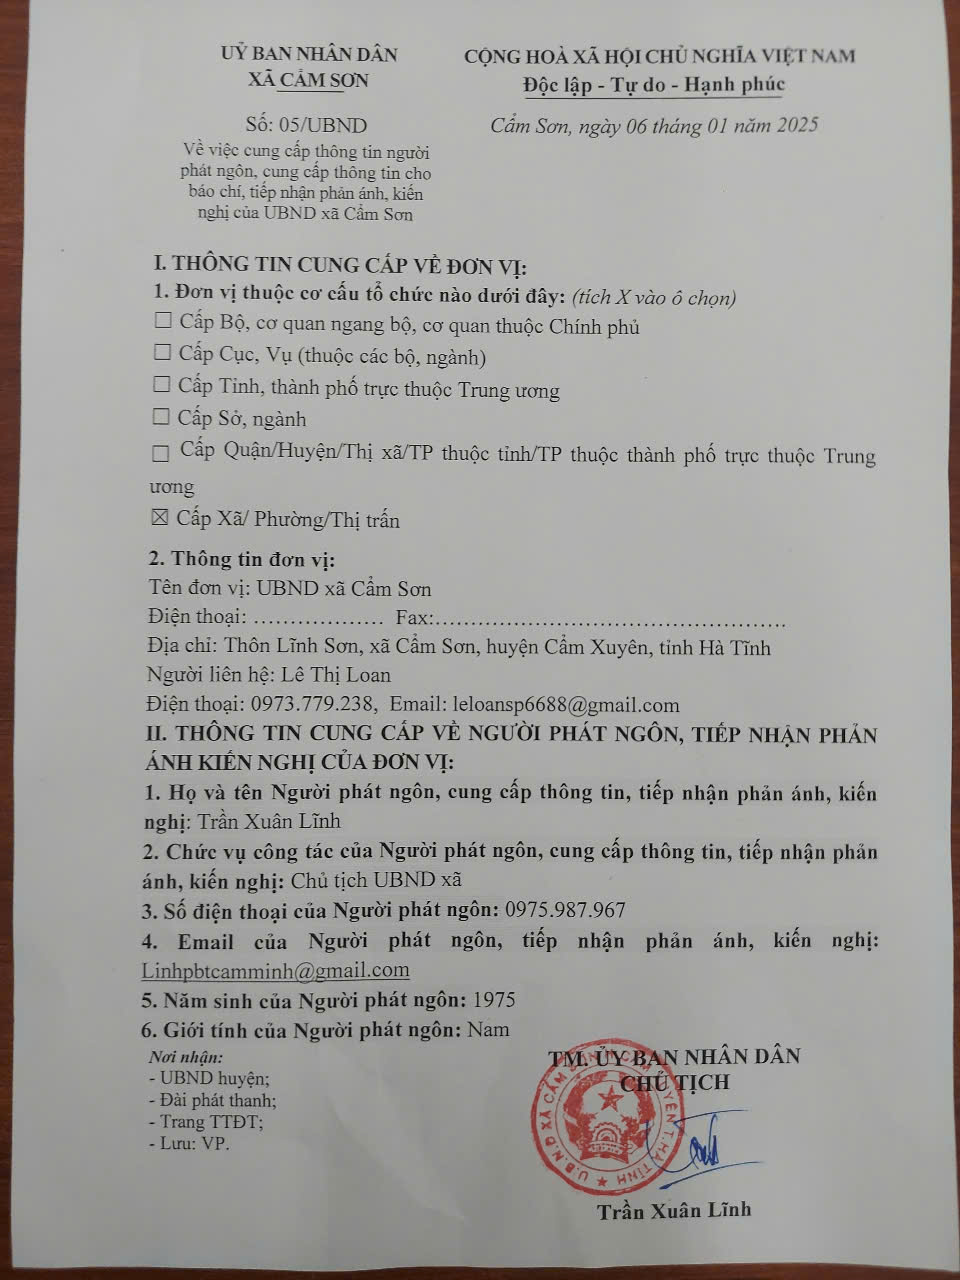 UỶ BAN NHÂN DÂN
XÃ CẨM SƠN
CỘNG HOÀ XÃ HỘI CHỦ NGHĨA VIỆT NAM
Độc lập - Tự do - Hạnh phúc
Số: 05/UBND
Cẩm Sơn, ngày 06 tháng 01 năm 2025
Về việc cung cấp thông tin người
phát ngôn, cung cấp thông tin cho
báo chí, tiếp nhận phản ánh, kiến
nghị của UBND xã Cẩm Sơn
I. THÔNG TIN CUNG CẤP VỀ ĐƠN VỊ:
1. Đơn vị thuộc cơ cấu tổ chức nào dưới đây: (tích X vào ô chọn)
☐ Cấp Bộ, cơ quan ngang bộ, cơ quan thuộc Chính phủ
☐ Cấp Cục, Vụ (thuộc các bộ, ngành)
☐ Cấp Tỉnh, thành phố trực thuộc Trung ương
☐ Cấp Sở, ngành
☐ Cấp Quận/Huyện/Thị xã/TP thuộc tỉnh/TP thuộc thành phố trực thuộc Trung
ương
☒ Cấp Xã/ Phường/Thị trấn
2. Thông tin đơn vị:
Tên đơn vị: UBND xã Cẩm Sơn
Điện thoại: .................. Fax:.................................................
Địa chỉ: Thôn Lĩnh Sơn, xã Cẩm Sơn, huyện Cẩm Xuyên, tỉnh Hà Tĩnh
Người liên hệ: Lê Thị Loan
Điện thoại: 0973.779.238, Email: leloansp6688@gmail.com
II. THÔNG TIN CUNG CẤP VỀ NGƯỜI PHÁT NGÔN, TIẾP NHẬN PHẢN
ÁNH KIẾN NGHỊ CỦA ĐƠN VỊ:
1. Họ và tên Người phát ngôn, cung cấp thông tin, tiếp nhận phản ánh, kiến
nghị: Trần Xuân Lĩnh
2. Chức vụ công tác của Người phát ngôn, cung cấp thông tin, tiếp nhận phản
ánh, kiến nghị: Chủ tịch UBND xã
3. Số điện thoại của Người phát ngôn: 0975.987.967
4. Email của Người phát ngôn, tiếp nhận phản ánh, kiến nghị:
Linhpbtcamminh@gmail.com
5. Năm sinh của Người phát ngôn: 1975
6. Giới tính của Người phát ngôn: Nam
Nơi nhận:
- UBND huyện;
- Đài phát thanh;
- Trang TTĐT;
- Lưu: VP.
TM. ỦY BAN NHÂN DÂN
CHỦ TỊCH
U.B.N.D XÃ CẨM SƠN H. CẨM XUYÊN T. HÀ TĨNH
Trần Xuân Lĩnh